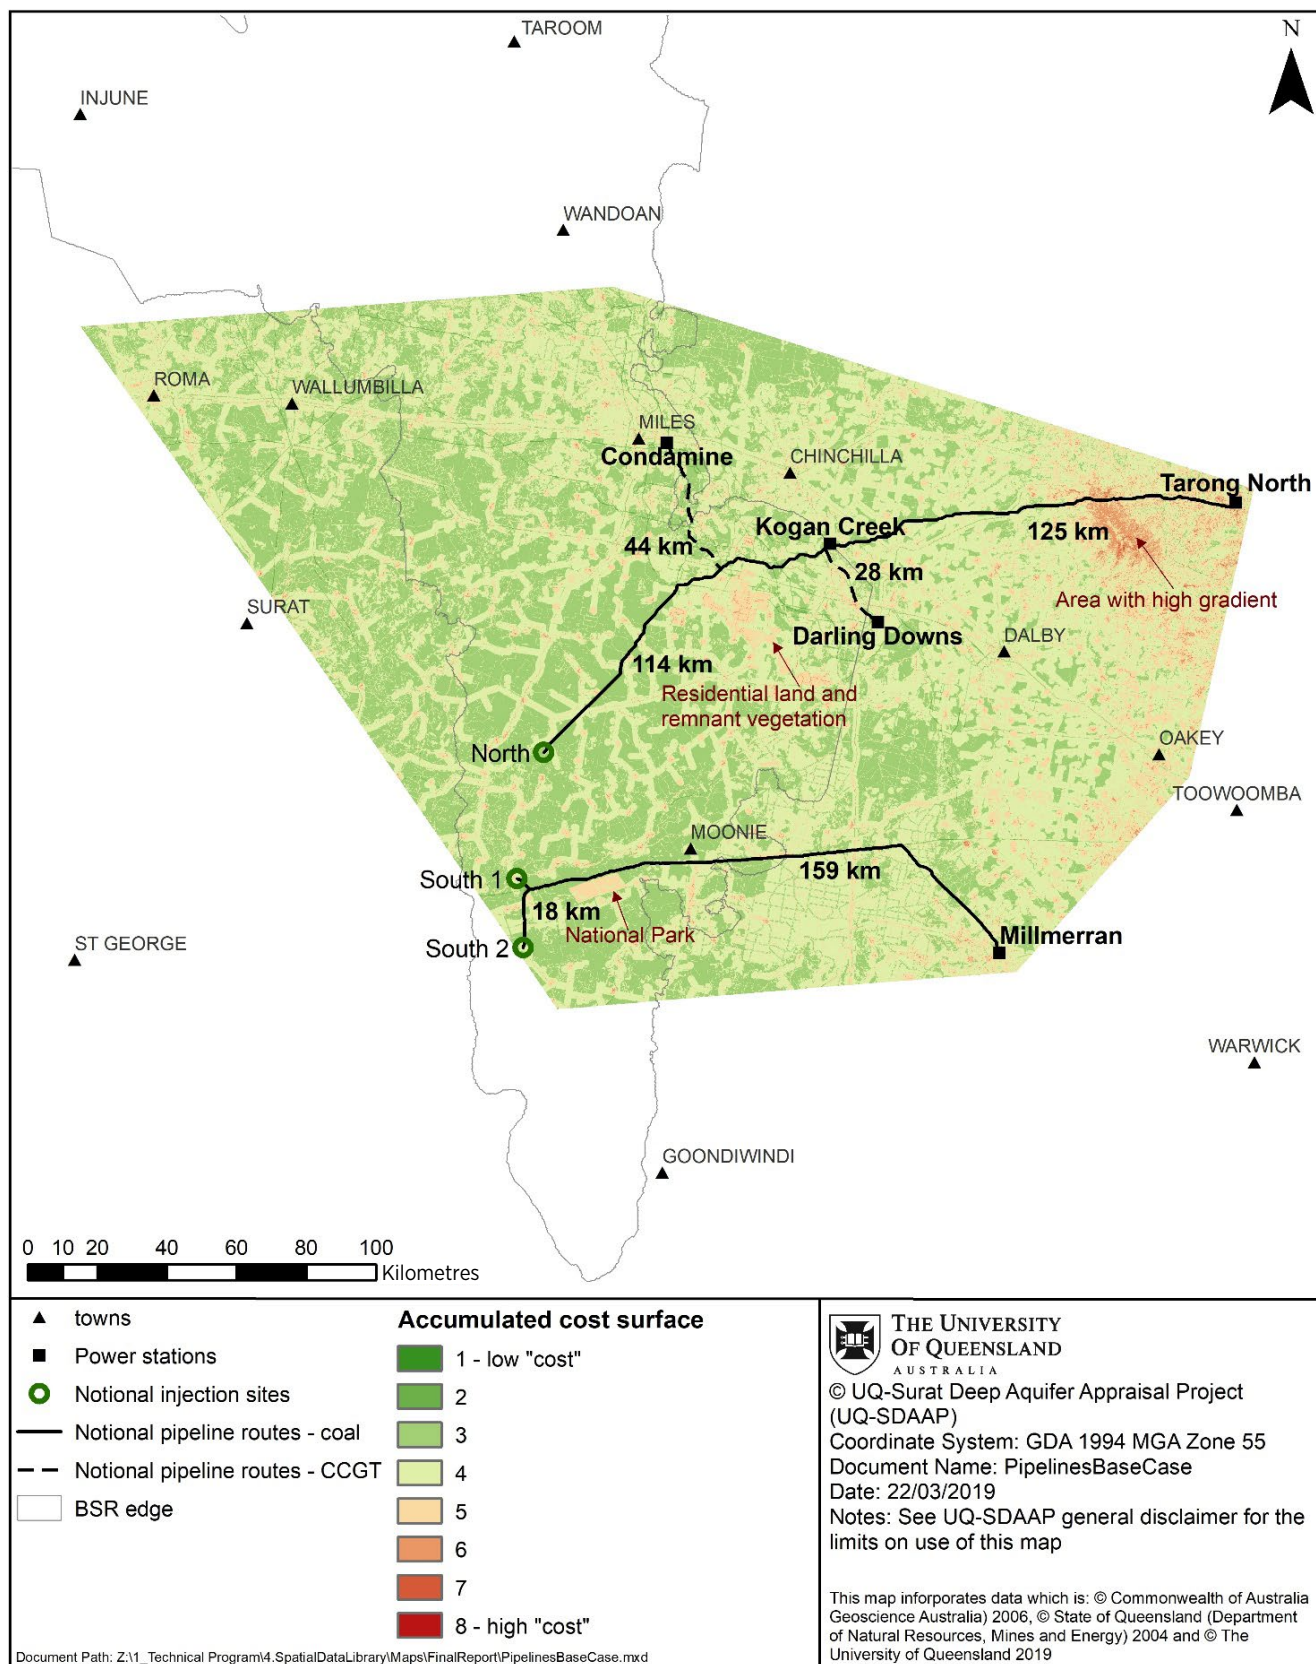 TAROOM
N
INJUNE
WANDOAN
ROMA
WALLUMBILLA
MILES
Condamine
CHINCHILLA
Tarong North
Kogan Creek
125 km
44 km
28 km
Area with high gradient
SURAT
Darling Downs
DALBY
114 km
Residential land and
remnant vegetation
North
OAKEY
TOOWOOMBA
MOONIE
South 1
159 km
18 km
National Park
Millmerran
South 2
ST GEORGE
WARWICK
GOONDIWINDI
0 10 20 40 60 80 100
Kilometres
towns
Power stations
Notional injection sites
Notional pipeline routes - coal
Notional pipeline routes - CCGT
BSR edge
Accumulated cost surface
1 - low "cost"
2
3
4
5
6
7
8 - high "cost"
Document Path: Z:\1_Technical Program\4.SpatialDataLibrary\Maps\FinalReport\PipelinesBaseCase.mxd
THE UNIVERSITY
OF QUEENSLAND
AUSTRALIA
© UQ-Surat Deep Aquifer Appraisal Project
(UQ-SDAAP)
Coordinate System: GDA 1994 MGA Zone 55
Document Name: PipelinesBaseCase
Date: 22/03/2019
Notes: See UQ-SDAAP general disclaimer for the
limits on use of this map
This map inforporates data which is: © Commonwealth of Australia
Geoscience Australia) 2006, © State of Queensland (Department
of Natural Resources, Mines and Energy) 2004 and © The
University of Queensland 2019